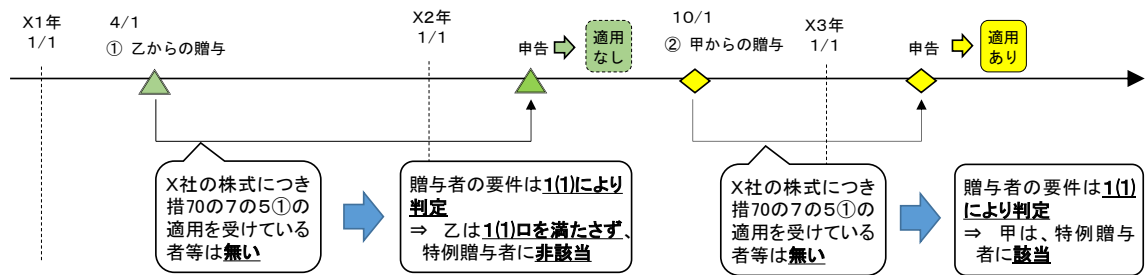 X1年
1/1
4/1
① 乙からの贈与
X2年
1/1
申告
適用
なし
10/1
② 甲からの贈与
X3年
1/1
申告
適用
あり
X社の株式につき
措70の7の5①の
適用を受けている
者等は無い
贈与者の要件は1(1)により
判定
⇒ 乙は1(1)ロを満たさず、
特例贈与者に非該当
X社の株式につき
措70の7の5①の
適用を受けている
者等は無い
贈与者の要件は1(1)
により判定
⇒ 甲は、特例贈与
者に該当